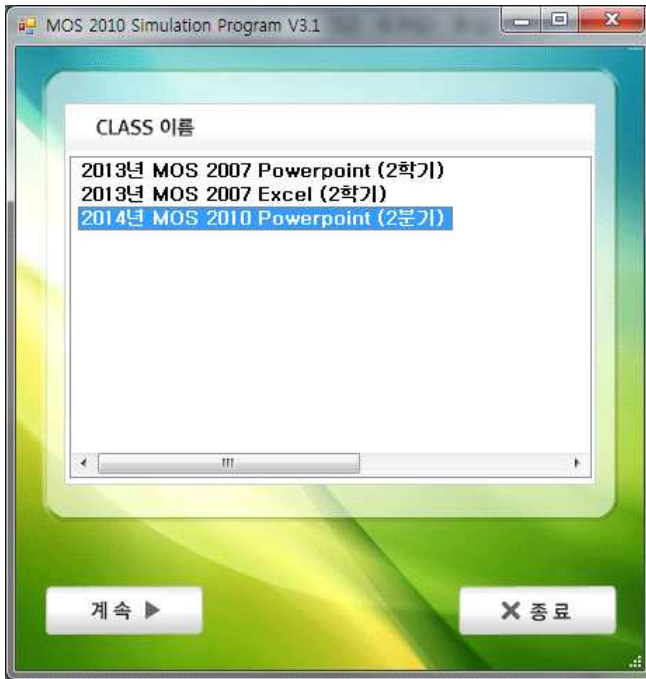 MOS 2010 Simulation Program V3.1
CLASS 이름
2013년 MOS 2007 Powerpoint (2학기)
2013년 MOS 2007 Excel (2학기)
2014년 MOS 2010 Powerpoint (2분기)
계속 ▶
✕ 종료